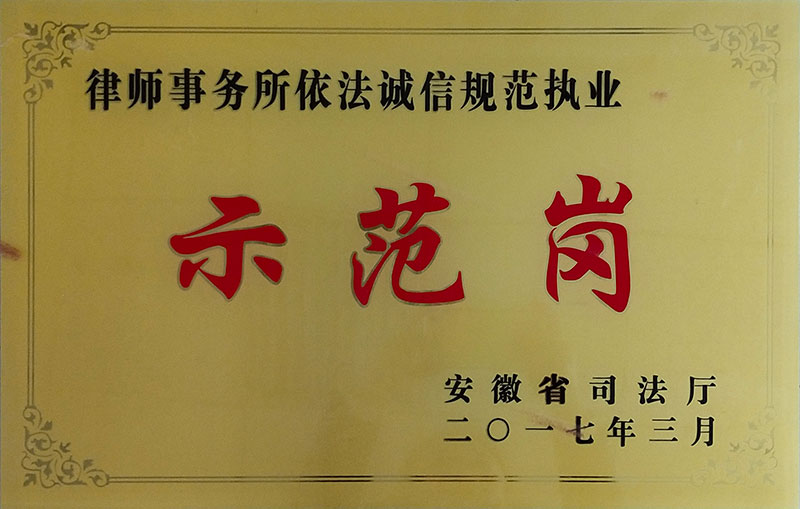 律师事务所依法诚信规范执业
示范岗
安徽省司法厅
二〇一七年三月